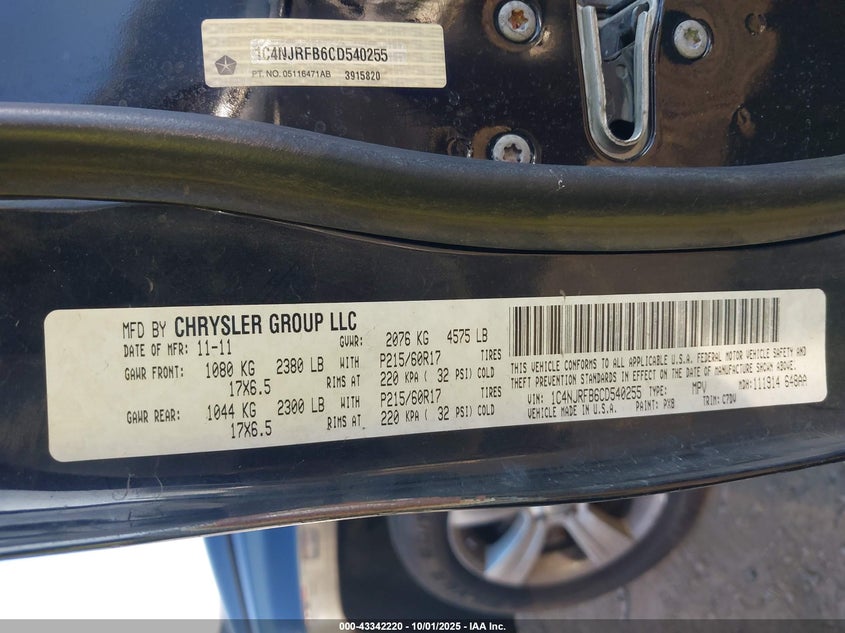 1C4NJRFB6CD540255
PT. NO. 05116471AB 3915820
MFD BY CHRYSLER GROUP LLC
DATE OF MFR: 11-11 GVWR: 2076 KG 4575 LB
GAWR FRONT: 1080 KG 2380 LB WITH P215/60R17 TIRES
17X6.5 RIMS AT 220 KPA ( 32 PSI) COLD
GAWR REAR: 1044 KG 2300 LB WITH P215/60R17 TIRES
17X6.5 RIMS AT 220 KPA ( 32 PSI) COLD
THIS VEHICLE CONFORMS TO ALL APPLICABLE U.S.A. FEDERAL MOTOR VEHICLE SAFETY AND
THEFT PREVENTION STANDARDS IN EFFECT ON THE DATE OF MANUFACTURE SHOWN ABOVE.
VIN: 1C4NJRFB6CD540255 TYPE: MPV MDH: 111914 648AA
VEHICLE MADE IN U.S.A. PAINT: PX8 TRIM: C7DV
000-43342220 - 10/01/2025 - IAA Inc.